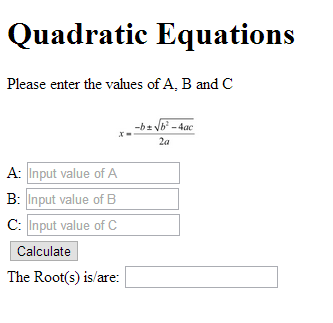 Quadratic Equations
Please enter the values of A, B and C
x = -b ± √b² - 4ac
2a
A: Input value of A
B: Input value of B
C: Input value of C
Calculate
The Root(s) is/are: